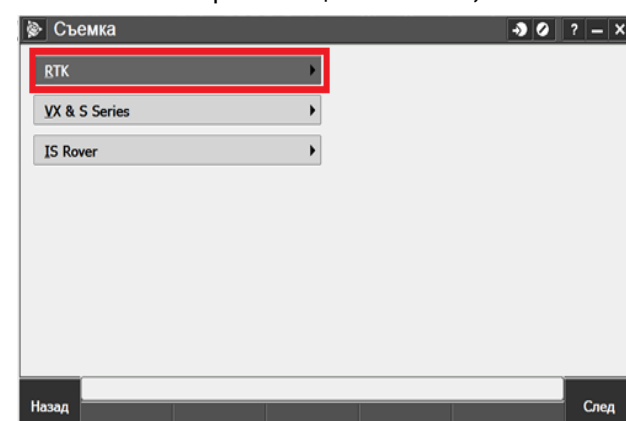 Съемка ? – X
RTK
VX & S Series
IS Rover
Назад След